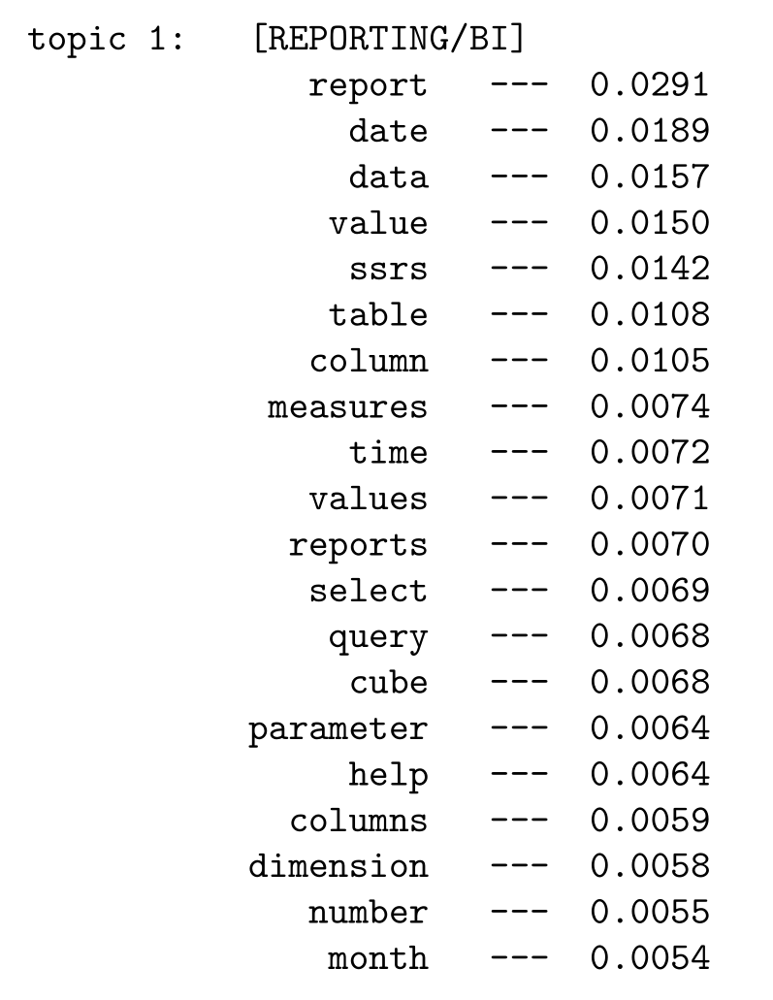 topic 1: [REPORTING/BI]
report --- 0.0291
date --- 0.0189
data --- 0.0157
value --- 0.0150
ssrs --- 0.0142
table --- 0.0108
column --- 0.0105
measures --- 0.0074
time --- 0.0072
values --- 0.0071
reports --- 0.0070
select --- 0.0069
query --- 0.0068
cube --- 0.0068
parameter --- 0.0064
help --- 0.0064
columns --- 0.0059
dimension --- 0.0058
number --- 0.0055
month --- 0.0054